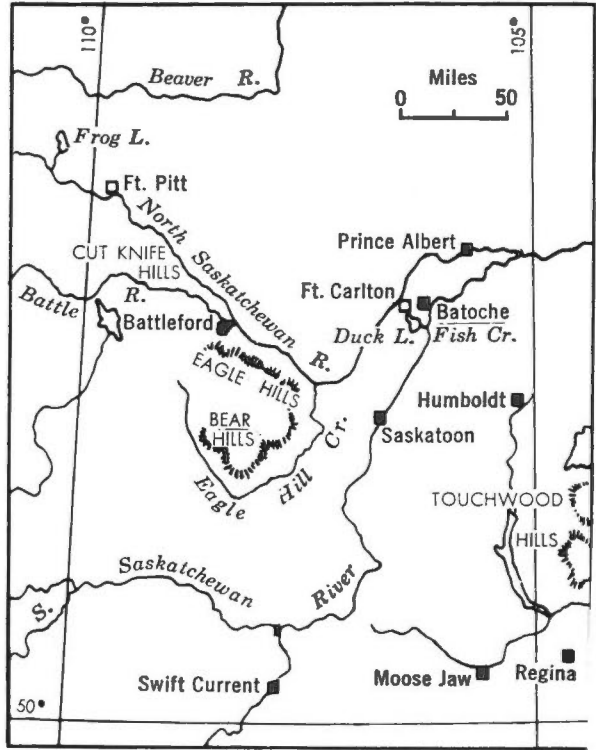 110°
105°
Beaver R.
Miles
0 50
Frog L.
Ft. Pitt
North Saskatchewan R.
Prince Albert
CUT KNIFE
HILLS
Ft. Carlton
Battle R.
Batoche
Battleford
Duck L.
Fish Cr.
EAGLE HILLS
Humboldt
BEAR
HILLS
Saskatoon
Eagle Hill Cr.
TOUCHWOOD
HILLS
S. Saskatchewan River
Swift Current
Moose Jaw
Regina
50°